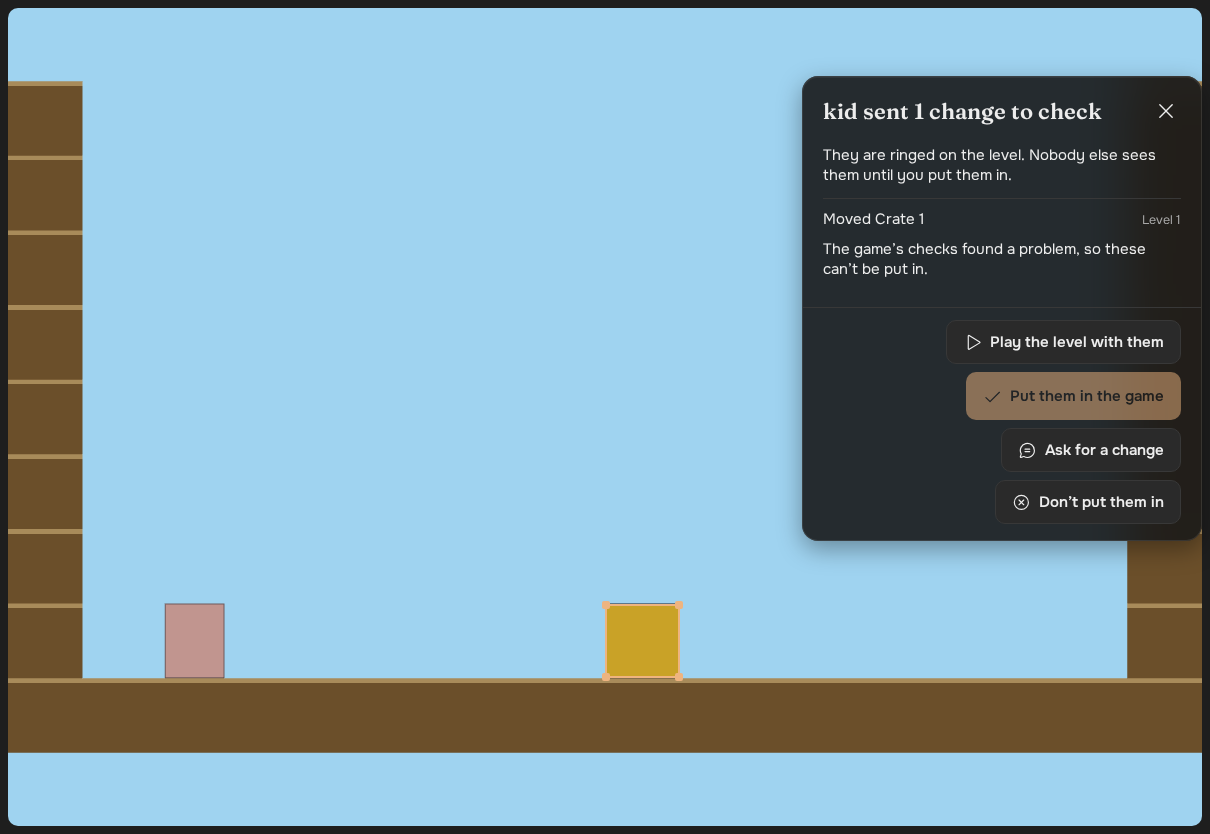 kid sent 1 change to check
They are ringed on the level. Nobody else sees
them until you put them in.
Moved Crate 1
Level 1
The game’s checks found a problem, so these
can’t be put in.
Play the level with them
Put them in the game
Ask for a change
Don’t put them in